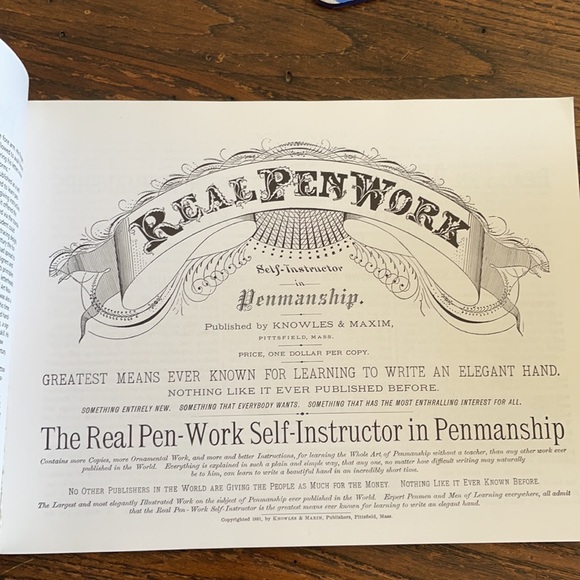 REAL PEN WORK
Self-Instructor
in
Penmanship.
Published by KNOWLES & MAXIM,
PITTSFIELD, MASS.
PRICE, ONE DOLLAR PER COPY.
GREATEST MEANS EVER KNOWN FOR LEARNING TO WRITE AN ELEGANT HAND.
NOTHING LIKE IT EVER PUBLISHED BEFORE.
SOMETHING ENTIRELY NEW. SOMETHING THAT EVERYBODY WANTS. SOMETHING THAT HAS THE MOST ENTHRALLING INTEREST FOR ALL.
The Real Pen-Work Self-Instructor in Penmanship
Contains more Copies, more Ornamental Work, and more and better Instructions, for learning the Whole Art of Penmanship without a teacher, than any other work ever
published in the World. Everything is explained in such a plain and simple way, that any one, no matter how difficult writing may naturally
be to him, can learn to write a beautiful hand in an incredibly short time.
NO OTHER PUBLISHERS IN THE WORLD ARE GIVING THE PEOPLE AS MUCH FOR THE MONEY. NOTHING LIKE IT EVER KNOWN BEFORE.
The Largest and most elegantly Illustrated Work on the subject of Penmanship ever published in the World. Expert Penmen and Men of Learning everywhere, all admit
that the Real Pen-Work Self-Instructor is the greatest means ever known for learning to write an elegant hand.
Copyrighted 1881, by KNOWLES & MAXIM, Publishers, Pittsfield, Mass.